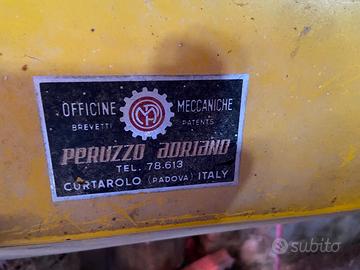 OFFICINE MECCANICHE
BREVETTI PATENTS
PERUZZO ADRIANO
TEL. 78.613
CURTAROLO (PADOVA) ITALY
subito